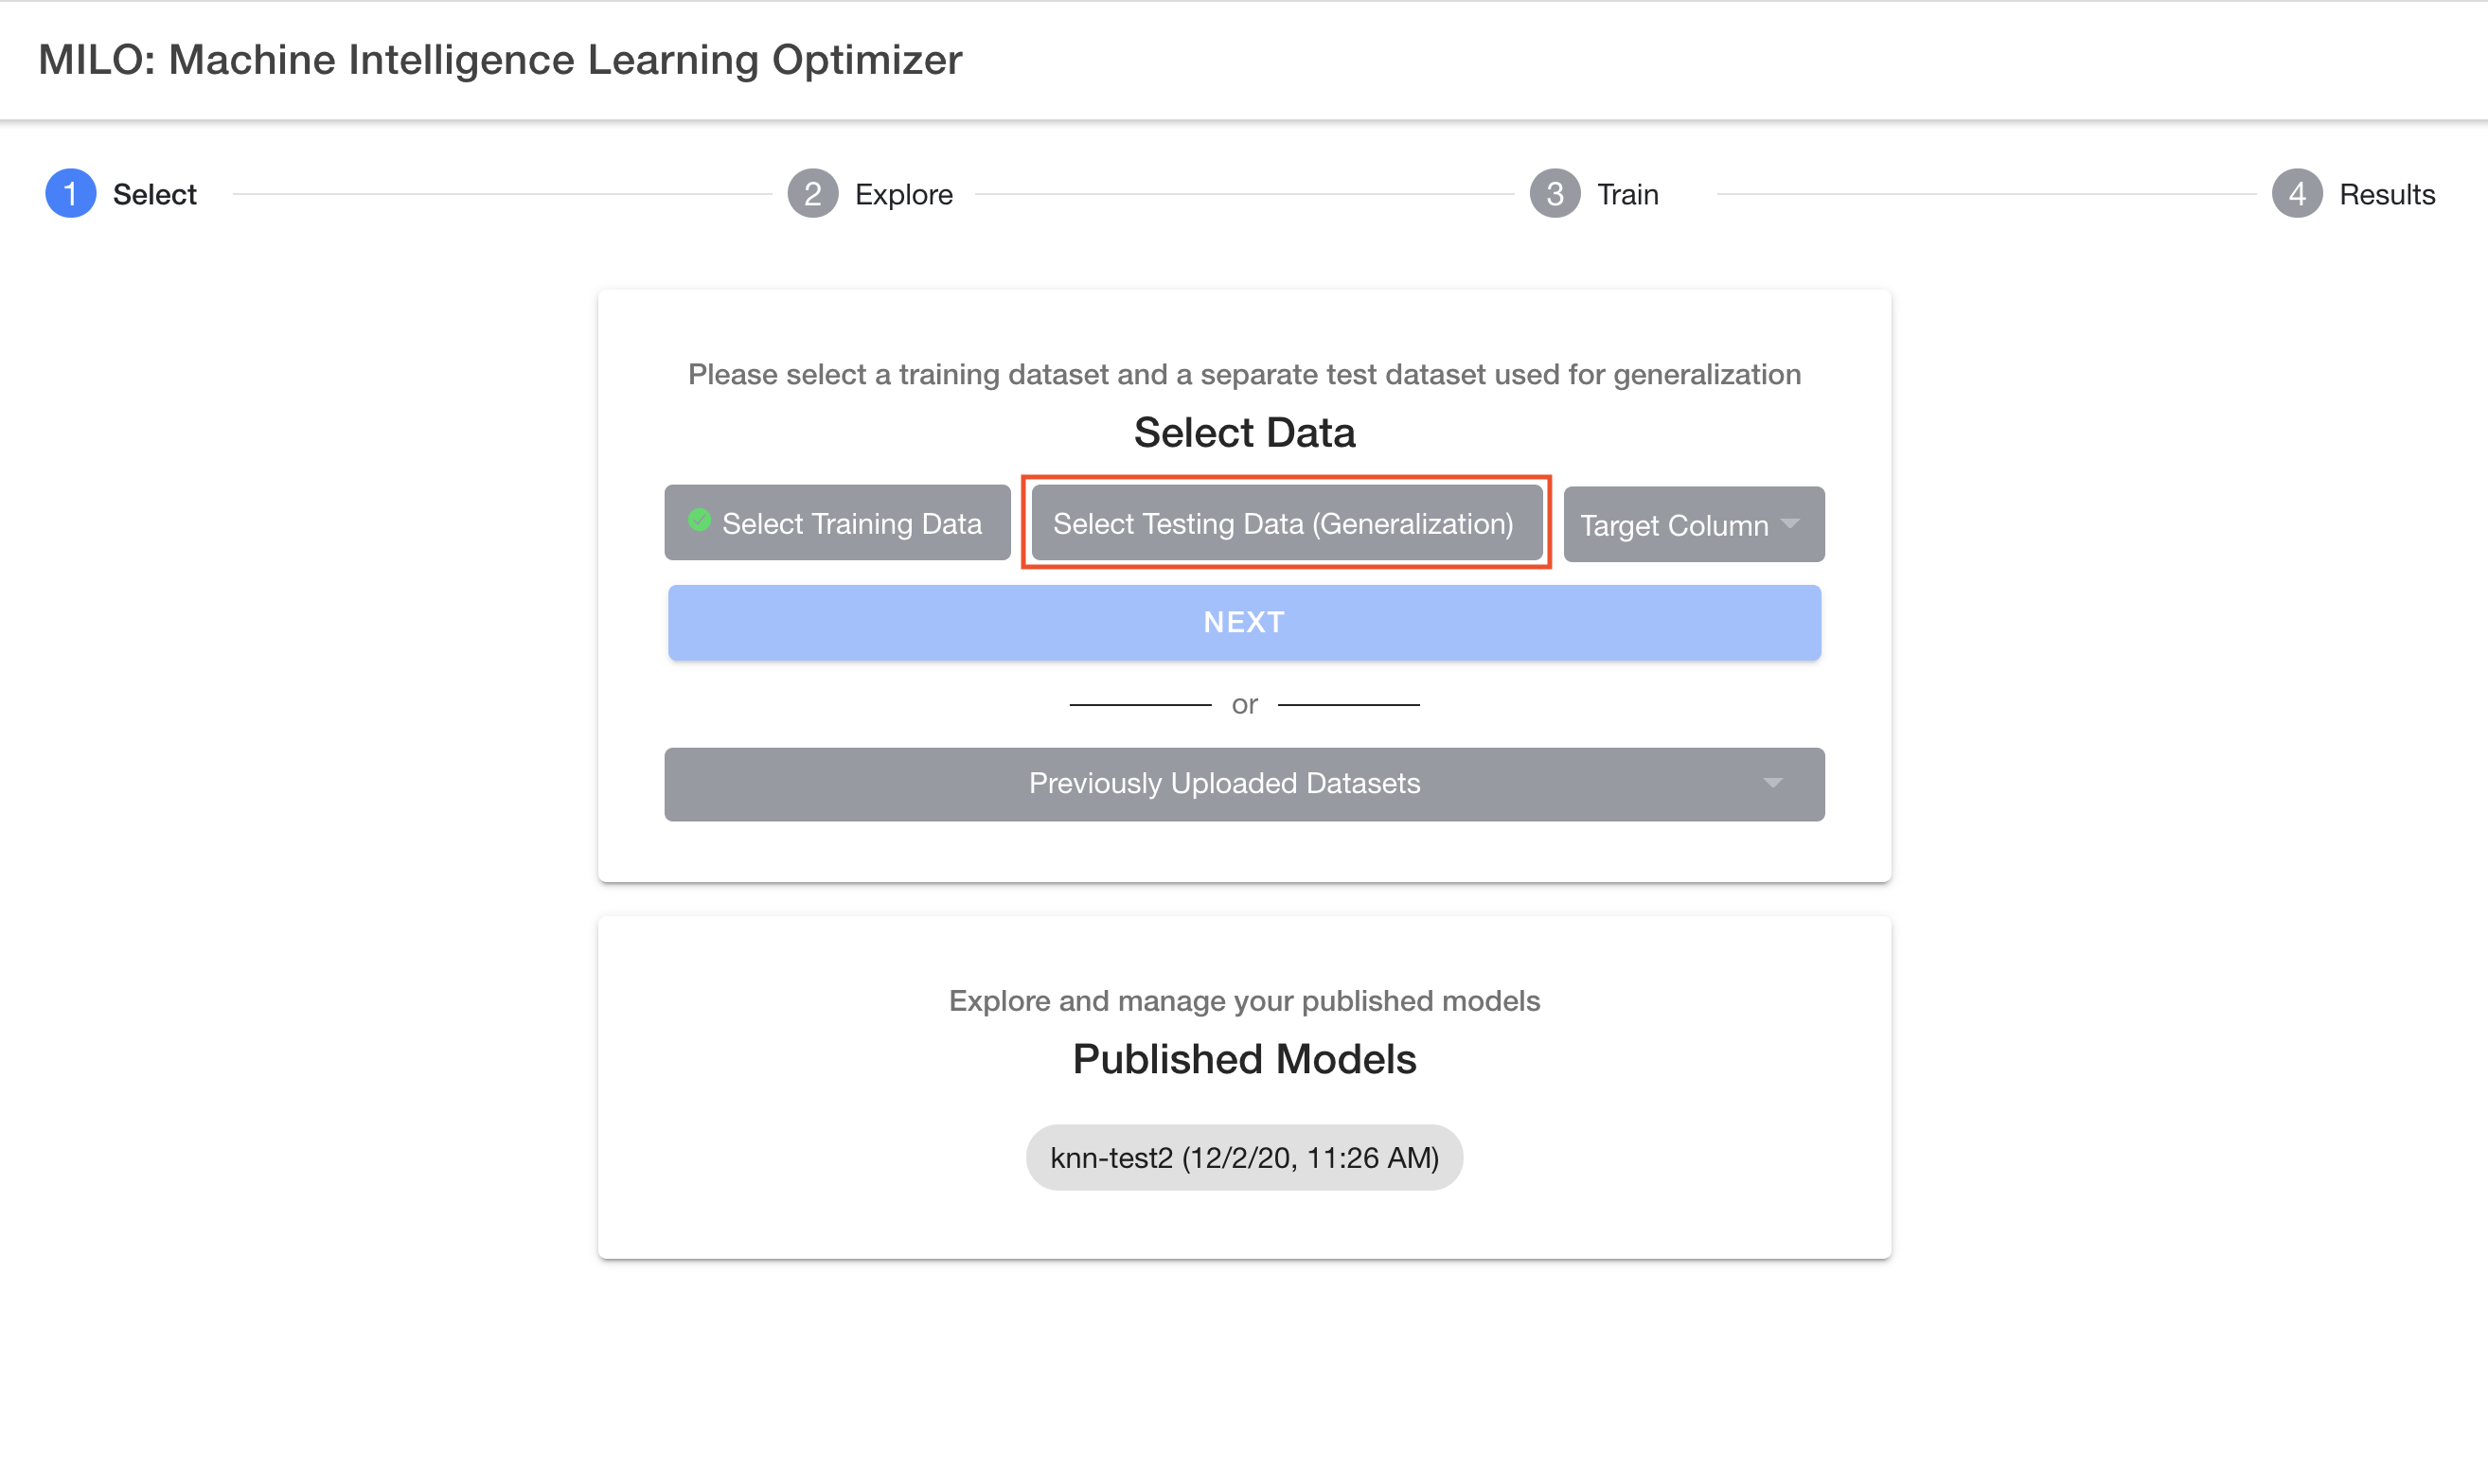 MILO: Machine Intelligence Learning Optimizer
1 Select 2 Explore 3 Train 4 Results
Please select a training dataset and a separate test dataset used for generalization
Select Data
Select Training Data Select Testing Data (Generalization) Target Column
NEXT
or
Previously Uploaded Datasets
Explore and manage your published models
Published Models
knn-test2 (12/2/20, 11:26 AM)